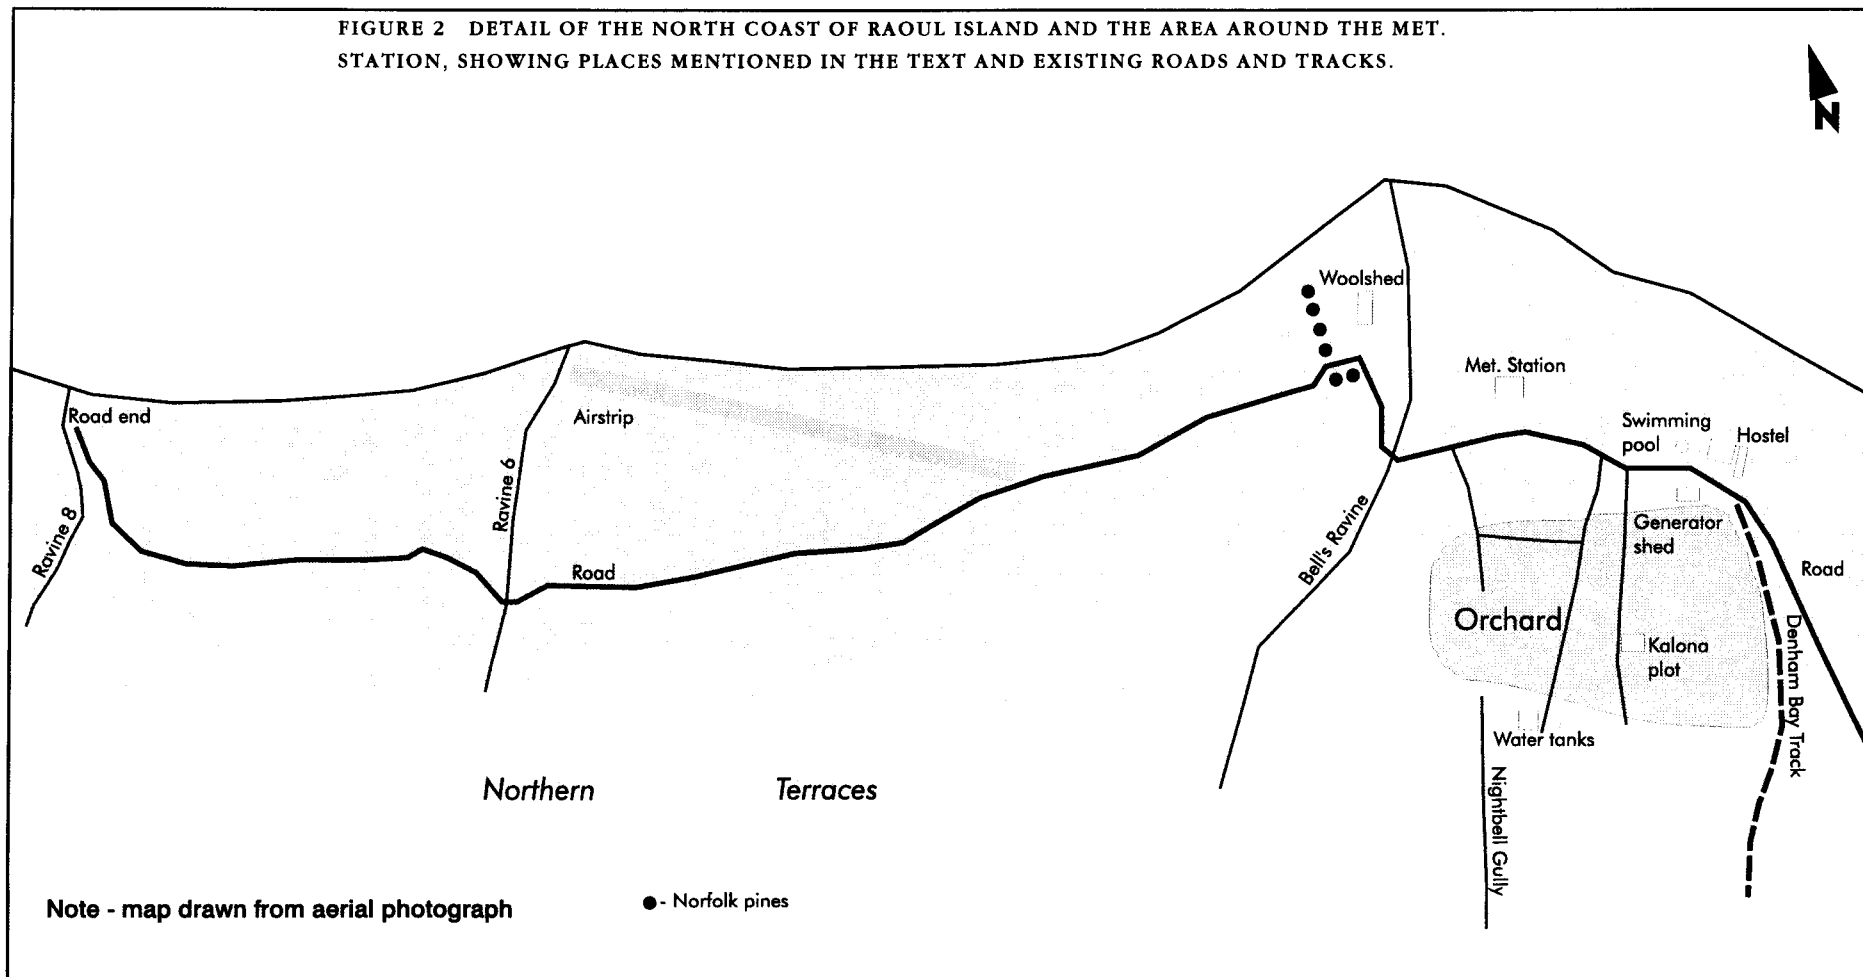 FIGURE 2 DETAIL OF THE NORTH COAST OF RAOUL ISLAND AND THE AREA AROUND THE MET.
STATION, SHOWING PLACES MENTIONED IN THE TEXT AND EXISTING ROADS AND TRACKS.
N
Woolshed
Met. Station
Road end
Airstrip
Swimming
pool
Hostel
Ravine 8
Ravine 6
Bell's Ravine
Generator
shed
Road
Road
Orchard
Kalona
plot
Denham Bay Track
Water tanks
Nightbell Gully
Northern Terraces
Note - map drawn from aerial photograph
- Norfolk pines